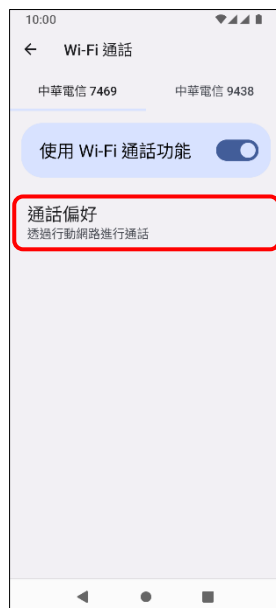 10:00
Wi-Fi 通話
中華電信 7469
中華電信 9438
使用 Wi-Fi 通話功能
通話偏好
透過行動網路進行通話